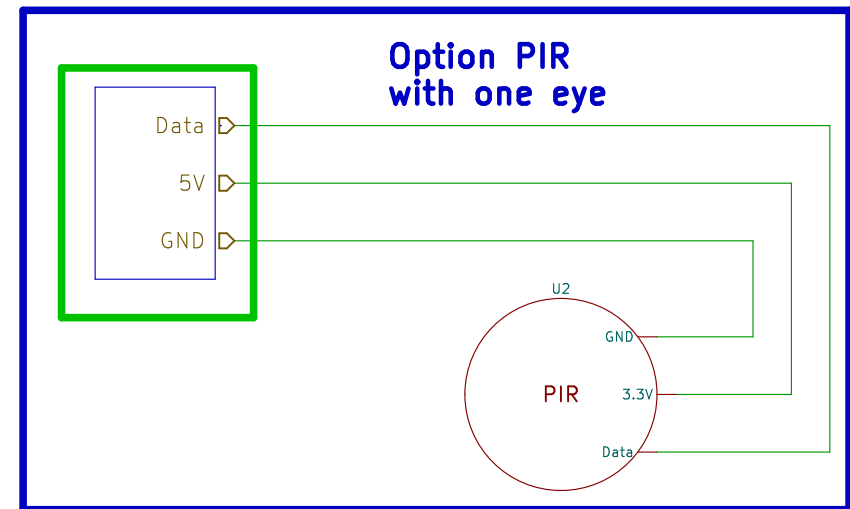 Option PIR
with one eye
Data
5V
GND
U2
GND
PIR
3.3V
Data